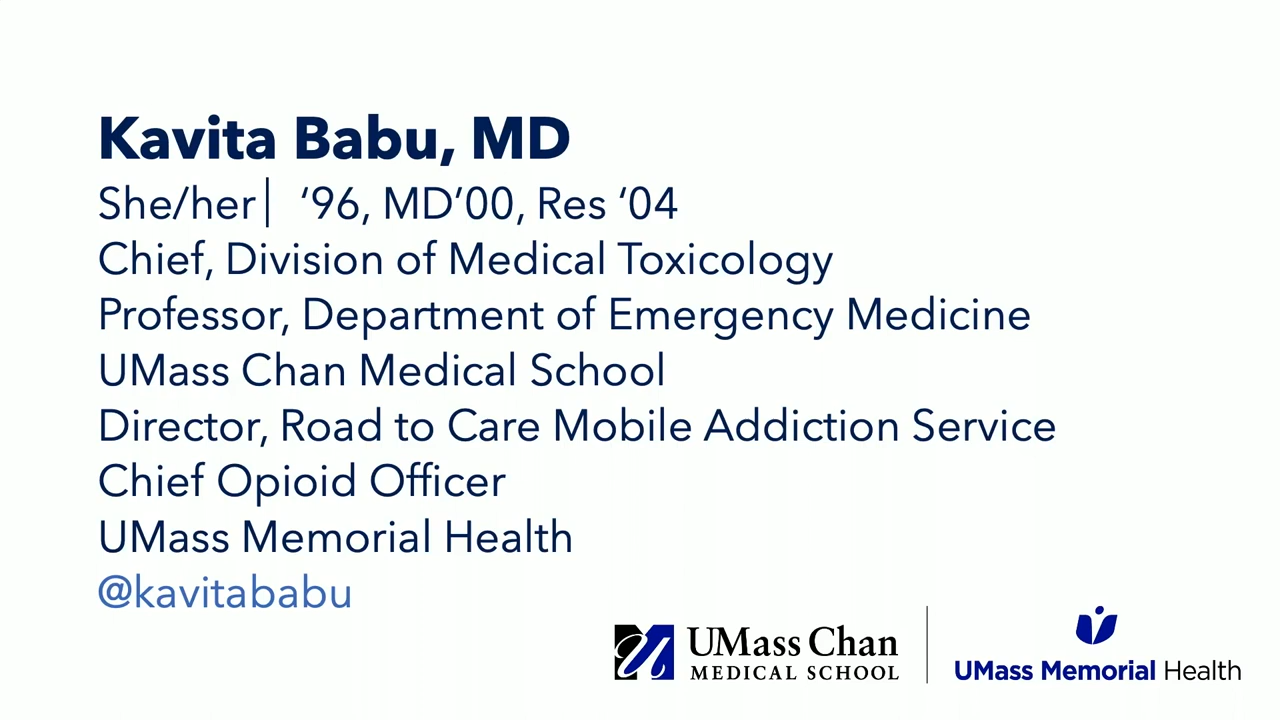 Kavita Babu, MD
She/her| ‘96, MD’00, Res ‘04
Chief, Division of Medical Toxicology
Professor, Department of Emergency Medicine
UMass Chan Medical School
Director, Road to Care Mobile Addiction Service
Chief Opioid Officer
UMass Memorial Health
@kavitababu
UMass Chan
MEDICAL SCHOOL
UMass Memorial Health